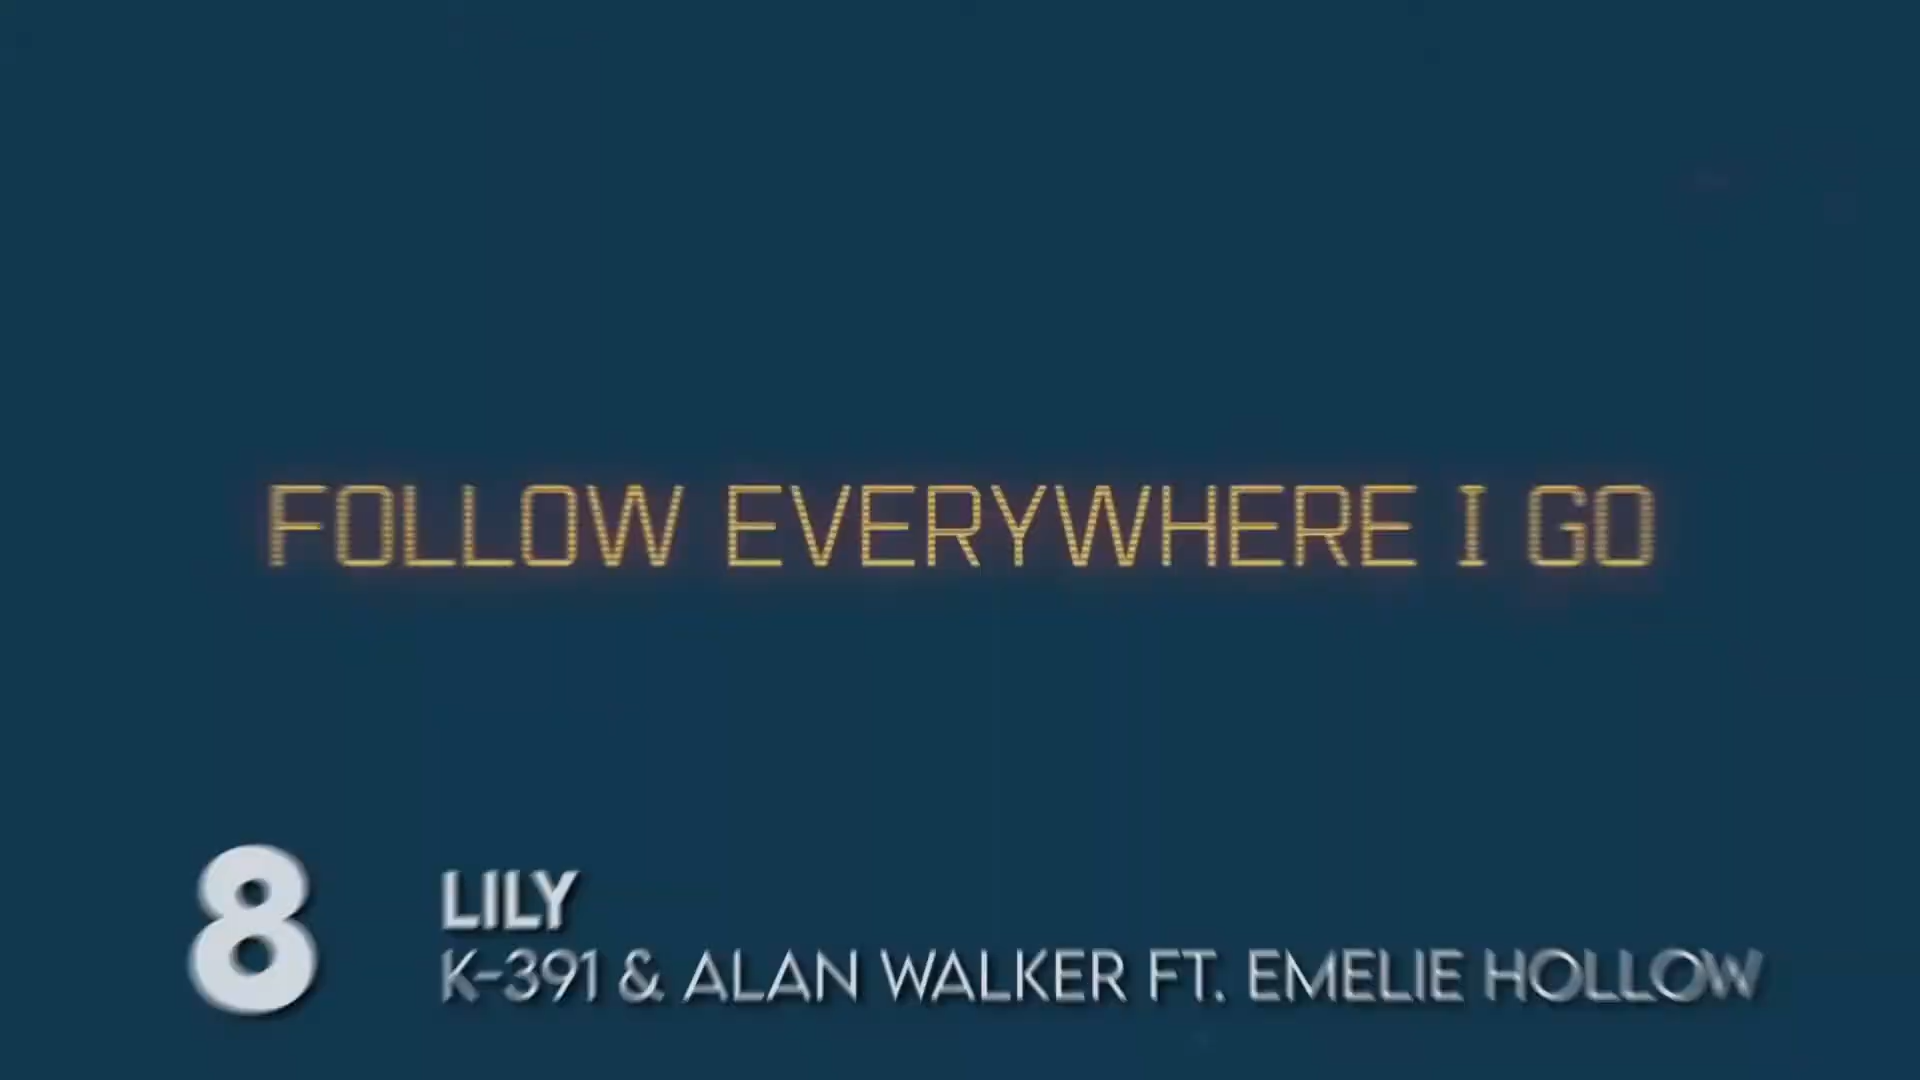 FOLLOW EVERYWHERE I GO
8
LILY
K-391 & ALAN WALKER FT. EMELIE HOLLOW